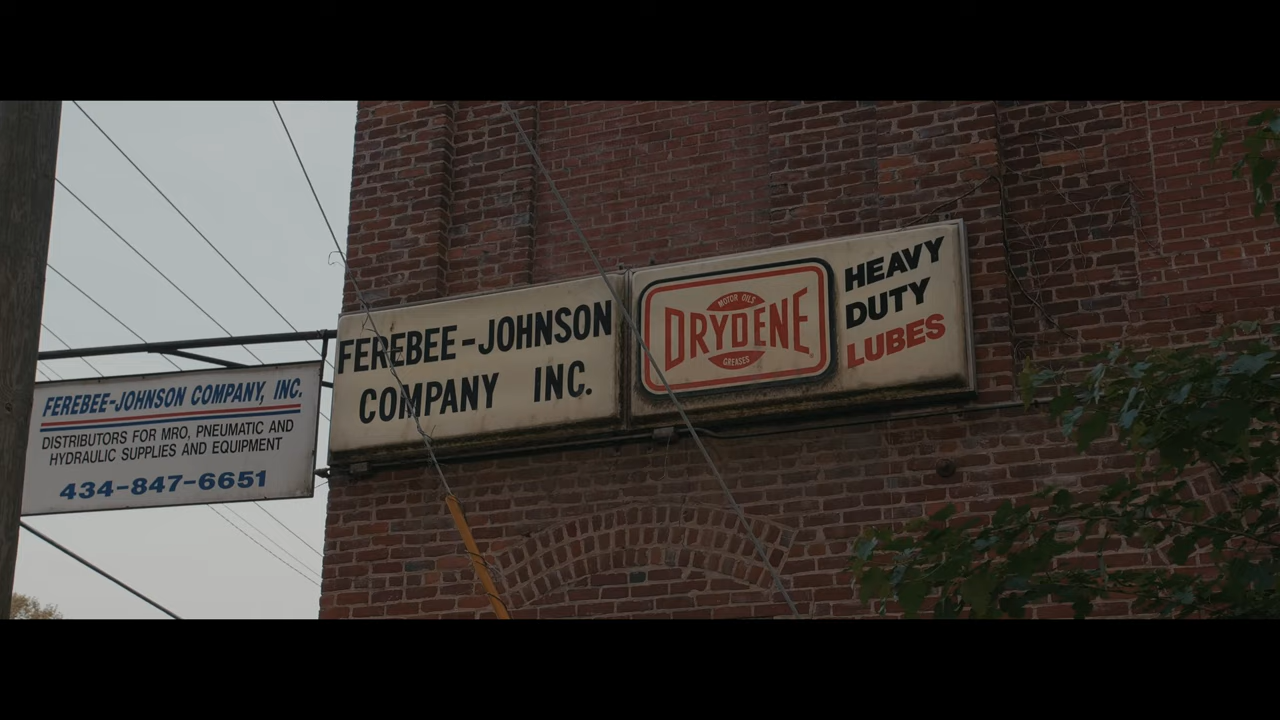 FEREBEE-JOHNSON COMPANY, INC.
DISTRIBUTORS FOR MRO, PNEUMATIC AND
HYDRAULIC SUPPLIES AND EQUIPMENT
434-847-6651
FEREBEE-JOHNSON
COMPANY INC.
MOTOR OILS
DRYDENE
GREASES
HEAVY
DUTY
LUBES